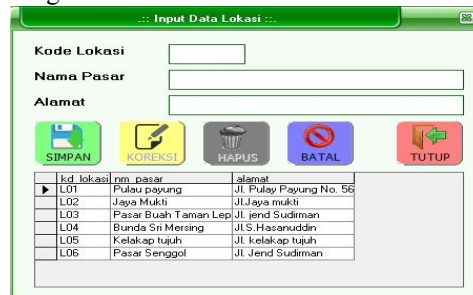 .:: Input Data Lokasi ::.
Kode Lokasi
Nama Pasar
Alamat
SIMPAN KOREKSI HAPUS BATAL TUTUP
kd_lokasi nm_pasar alamat
L01 Pulau payung Jl. Pulay Payung No. 56
L02 Jaya Mukti Jl.Jaya mukti
L03 Pasar Buah Taman Lep Jl. jend Sudirman
L04 Bunda Sri Mersing Jl.S.Hasanuddin
L05 Kelakap tujuh Jl. kelakap tujuh
L06 Pasar Senggol Jl. Jend Sudirman